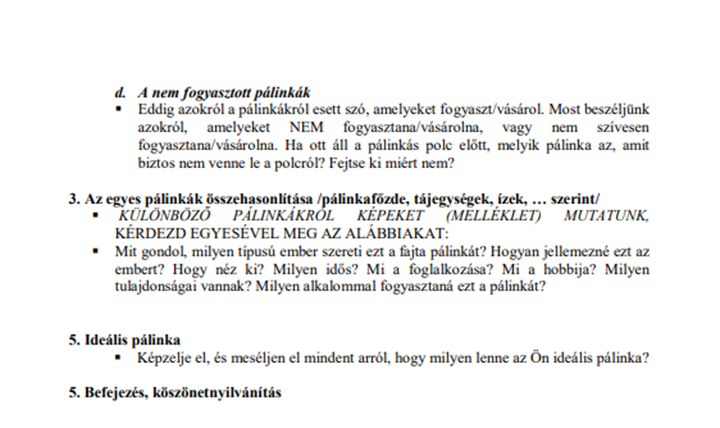 d. A nem fogyasztott pálinkák
▪ Eddig azokról a pálinkákról esett szó, amelyeket fogyaszt/vásárol. Most beszéljünk
azokról, amelyeket NEM fogyasztana/vásárolna, vagy nem szívesen
fogyasztana/vásárolna. Ha ott áll a pálinkás polc előtt, melyik pálinka az, amit
biztos nem venne le a polcról? Fejtse ki miért nem?
3. Az egyes pálinkák összehasonlítása /pálinkafőzde, tájegységek, ízek, … szerint/
▪ KÜLÖNBÖZŐ PÁLINKÁKRÓL KÉPEKET (MELLÉKLET) MUTATUNK,
KÉRDEZD EGYESÉVEL MEG AZ ALÁBBIAKAT:
▪ Mit gondol, milyen típusú ember szereti ezt a fajta pálinkát? Hogyan jellemezné ezt az
embert? Hogy néz ki? Milyen idős? Mi a foglalkozása? Mi a hobbija? Milyen
tulajdonságai vannak? Milyen alkalommal fogyasztaná ezt a pálinkát?
5. Ideális pálinka
▪ Képzelje el, és meséljen el mindent arról, hogy milyen lenne az Ön ideális pálinka?
5. Befejezés, köszönetnyilvánítás